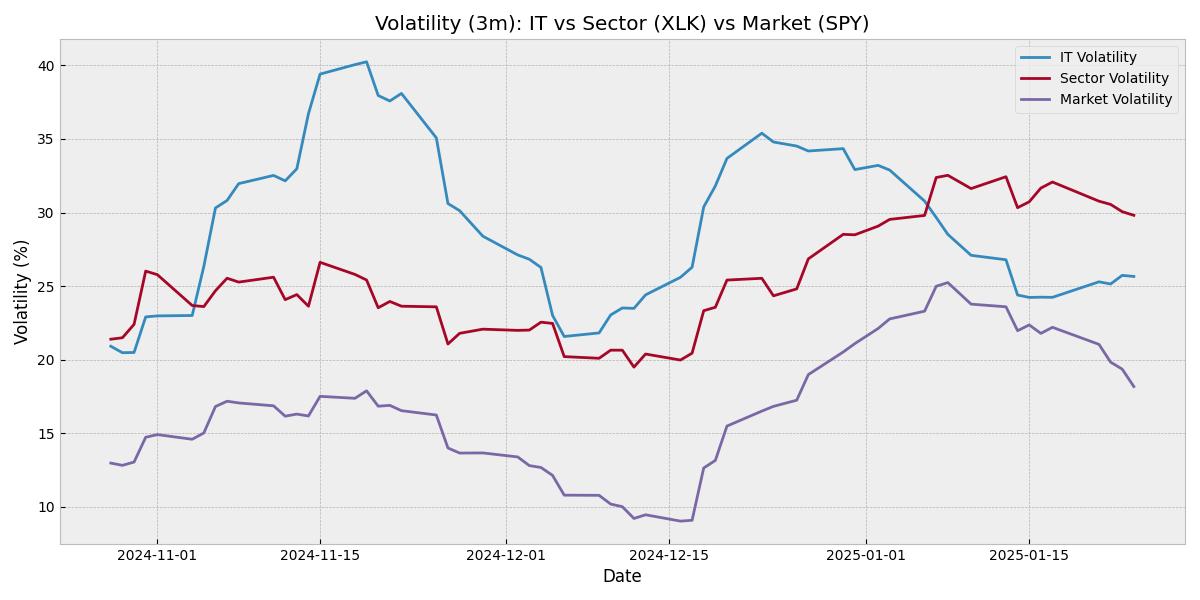 Volatility (3m): IT vs Sector (XLK) vs Market (SPY)
IT Volatility
Sector Volatility
Market Volatility
Volatility (%)
40
35
30
25
20
15
10
2024-11-01
2024-11-15
2024-12-01
2024-12-15
2025-01-01
2025-01-15
Date